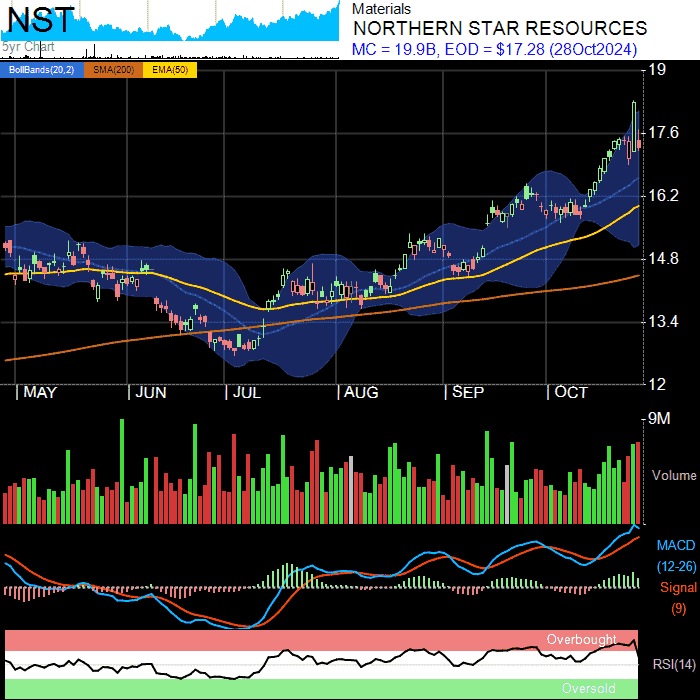 NST
5yr Chart
Materials
NORTHERN STAR RESOURCES
MC = 19.9B, EOD = $17.28 (28Oct2024)
BollBands(20,2) SMA(200) EMA(50)
19
17.6
16.2
14.8
13.4
12
MAY JUN JUL AUG SEP OCT
9M
Volume
MACD
(12-26)
Signal
(9)
Overbought
RSI(14)
Oversold